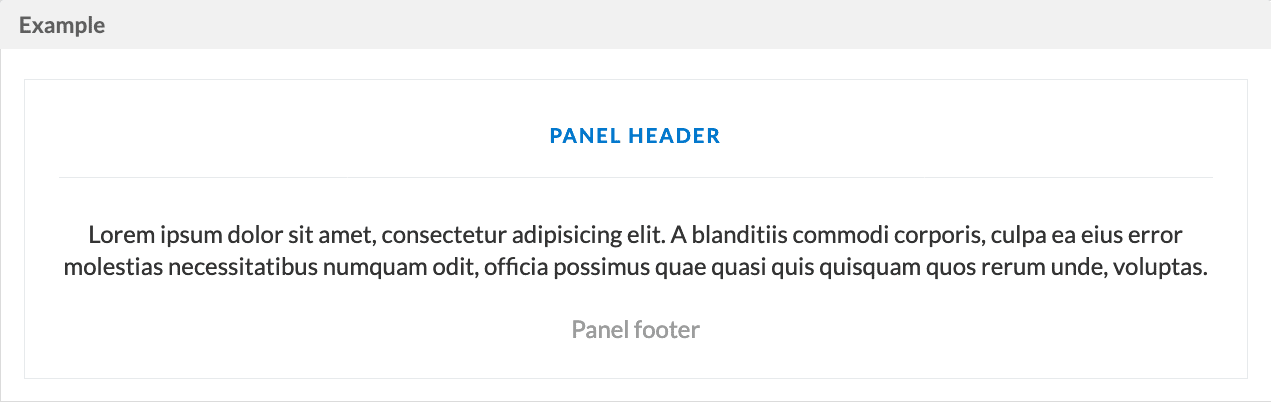 Example
PANEL HEADER
Lorem ipsum dolor sit amet, consectetur adipisicing elit. A blanditiis commodi corporis, culpa ea eius error
molestias necessitatibus numquam odit, officia possimus quae quasi quis quisquam quos rerum unde, voluptas.
Panel footer